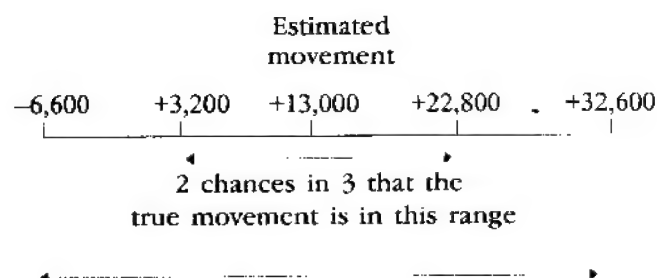 Estimated
movement
–6,600 +3,200 +13,000 +22,800 +32,600
2 chances in 3 that the
true movement is in this range